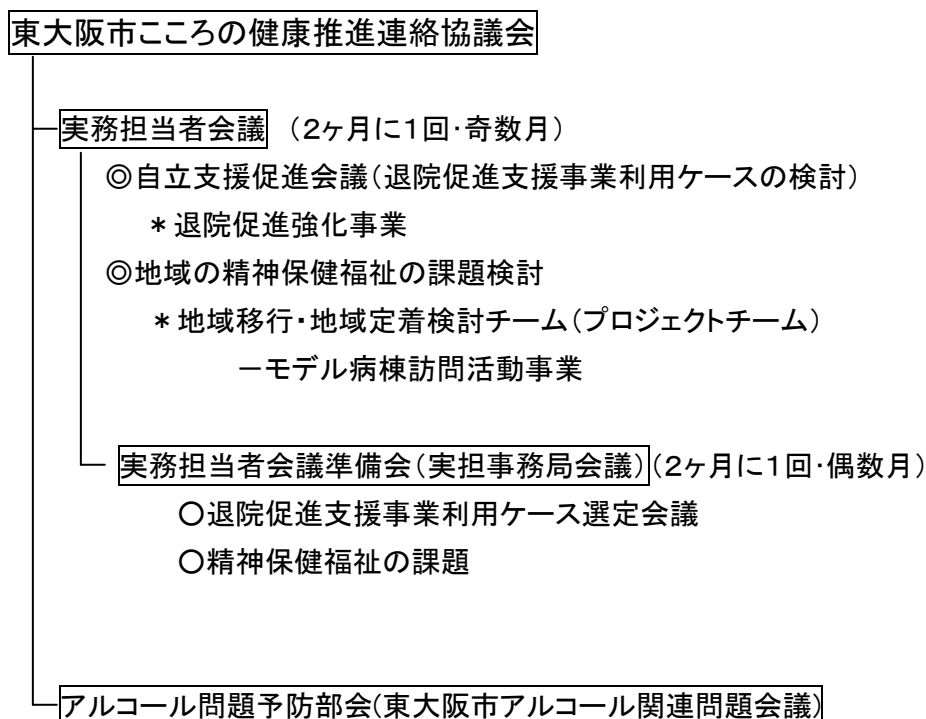 東大阪市こころの健康推進連絡協議会
実務担当者会議 (2ヶ月に1回・奇数月)
◎自立支援促進会議(退院促進支援事業利用ケースの検討)
＊退院促進強化事業
◎地域の精神保健福祉の課題検討
＊地域移行・地域定着検討チーム(プロジェクトチーム)
－モデル病棟訪問活動事業
実務担当者会議準備会(実担事務局会議)(2ヶ月に1回・偶数月)
〇退院促進支援事業利用ケース選定会議
〇精神保健福祉の課題
アルコール問題予防部会(東大阪市アルコール関連問題会議)